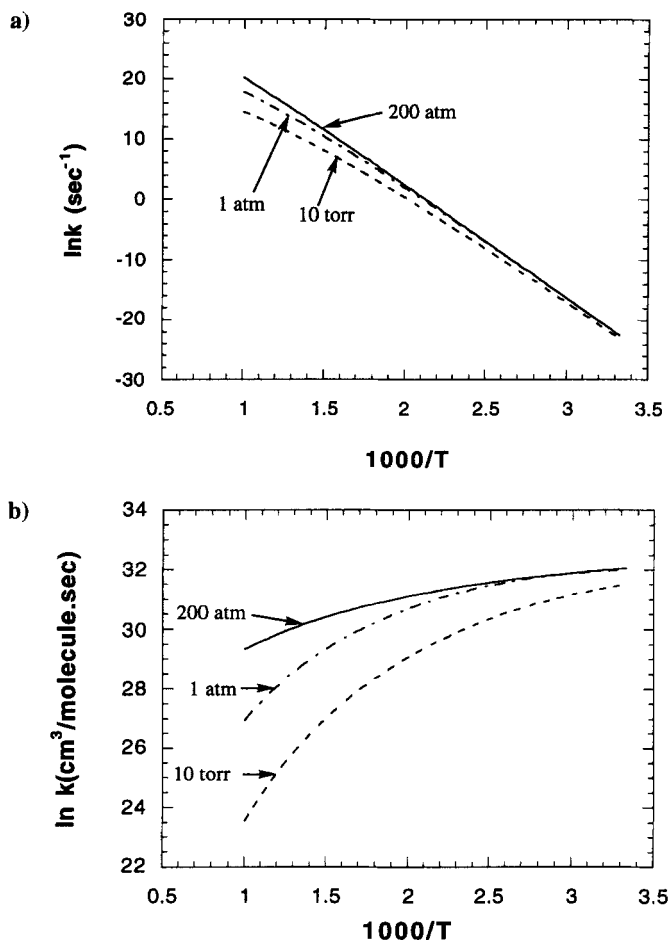 a)
30
20
10
0
-10
-20
-30
lnk (sec⁻¹)
200 atm
1 atm
10 torr
0.5 1 1.5 2 2.5 3 3.5
1000/T
b)
34
32
30
28
26
24
22
ln k(cm³/molecule.sec)
200 atm
1 atm
10 torr
0.5 1 1.5 2 2.5 3 3.5
1000/T